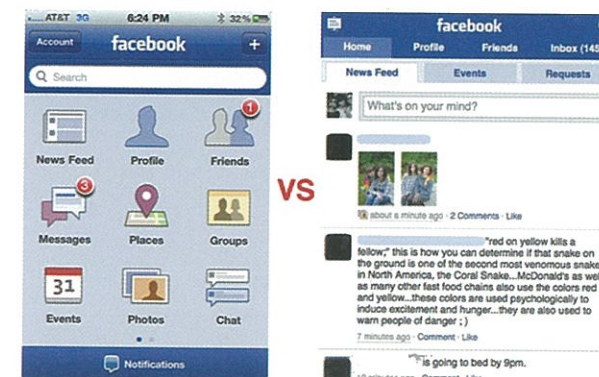 AT&T 3G 6:24 PM 32%
Account facebook +
Search
1
News Feed Profile Friends
3
Messages Places Groups
31
Events Photos Chat
Notifications
VS
facebook
Home Profile Friends Inbox (145
News Feed Events Requests
What's on your mind?
about a minute ago · 2 Comments · Like
"red on yellow kills a
fellow;" this is how you can determine if that snake on
the ground is one of the second most venomous snake
in North America, the Coral Snake...McDonald's as wel
as many other fast food chains also use the colors red
and yellow...these colors are used psychologically to
induce excitement and hunger...they are also used to
warn people of danger ; )
7 minutes ago · Comment · Like
is going to bed by 9pm.
minutes ago · Comment · Like